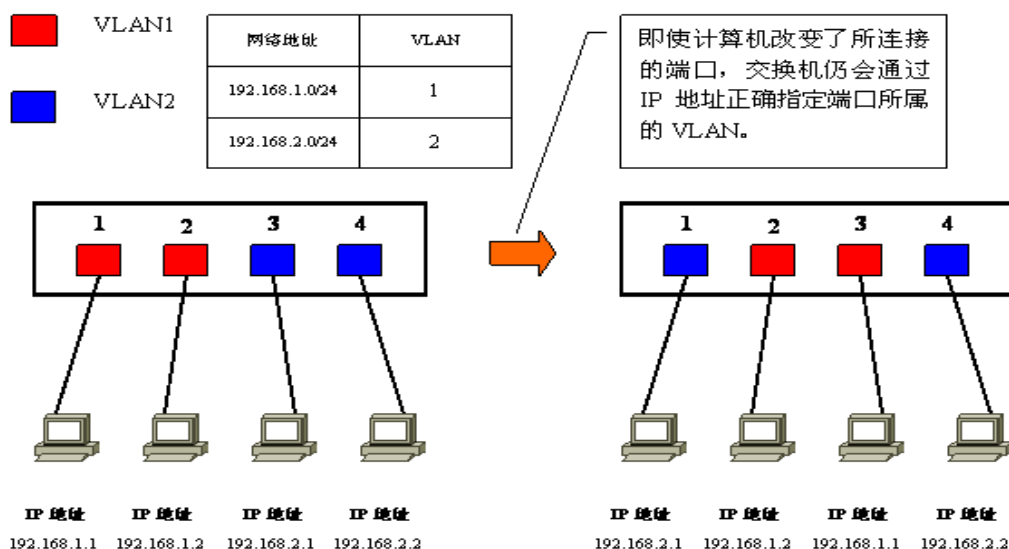 VLAN1
VLAN2
网络地址 VLAN
192.168.1.0/24 1
192.168.2.0/24 2
即使计算机改变了所连接
的端口，交换机仍会通过
IP 地址正确指定端口所属
的 VLAN。
1 2 3 4
1 2 3 4
IP 地址 IP 地址 IP 地址 IP 地址
192.168.1.1 192.168.1.2 192.168.2.1 192.168.2.2
IP 地址 IP 地址 IP 地址 IP 地址
192.168.2.1 192.168.1.2 192.168.1.1 192.168.2.2